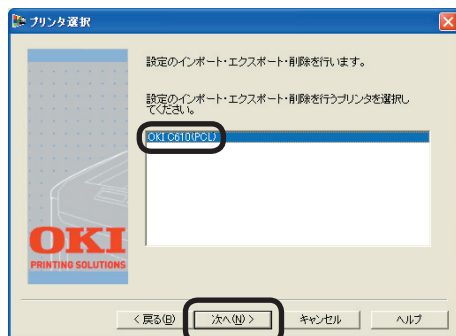 プリンタ選択
設定のインポート・エクスポート・削除を行います。
設定のインポート・エクスポート・削除を行うプリンタを選択し
てください。
OKI C610(PCL)
OKI
PRINTING SOLUTIONS
< 戻る(B)
次へ(N) >
キャンセル
ヘルプ